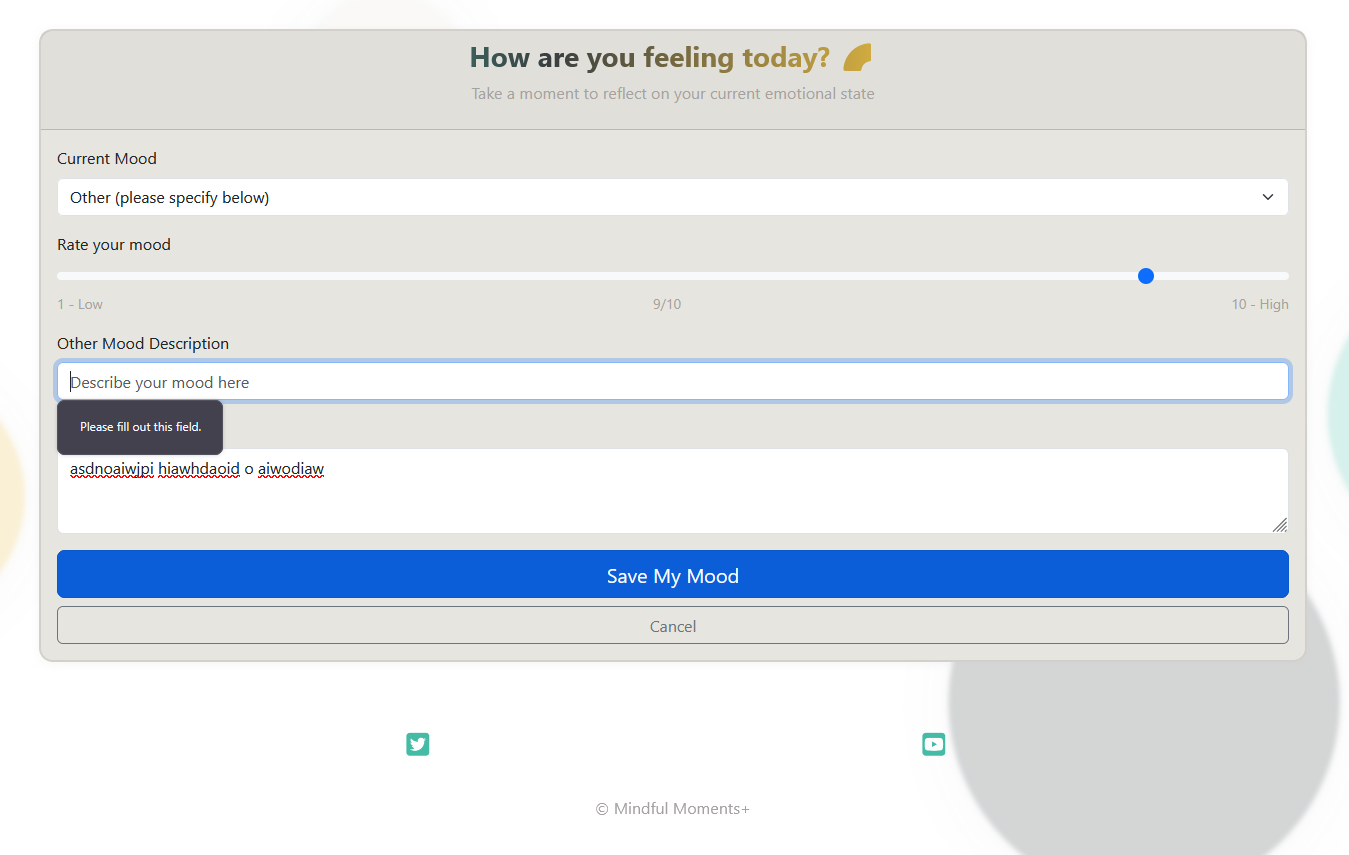 How are you feeling today?
Take a moment to reflect on your current emotional state
Current Mood
Other (please specify below)
Rate your mood
1 - Low 9/10 10 - High
Other Mood Description
Describe your mood here
Please fill out this field.
asdnoaiwjpi hiawhdaoid o aiwodiaw
Save My Mood
Cancel
© Mindful Moments+